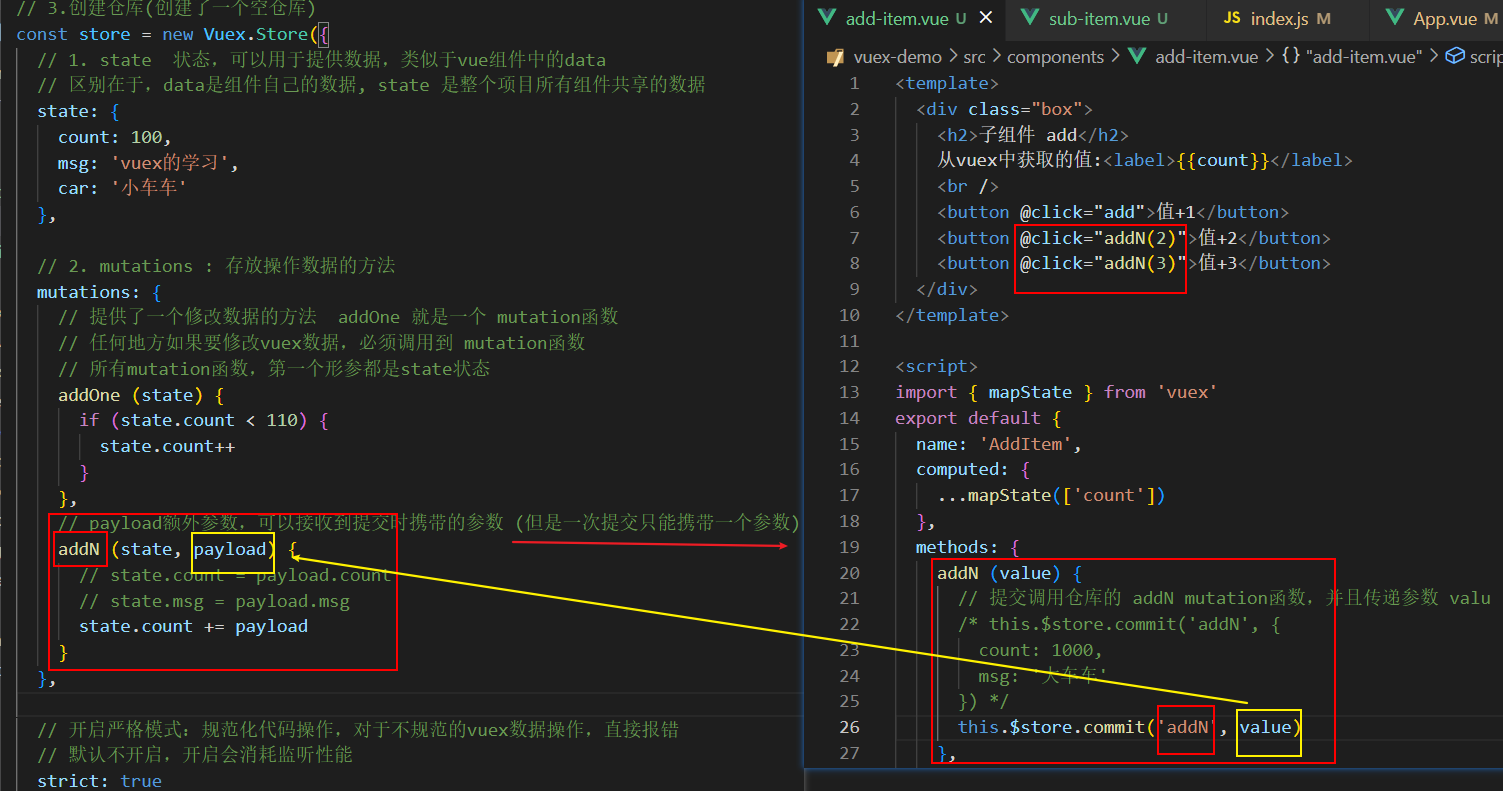 // 3.创建仓库(创建了一个空仓库)
const store = new Vuex.Store({
// 1. state 状态，可以用于提供数据，类似于vue组件中的data
// 区别在于，data是组件自己的数据, state 是整个项目所有组件共享的数据
state: {
count: 100,
msg: 'vuex的学习',
car: '小车车'
},
// 2. mutations : 存放操作数据的方法
mutations: {
// 提供了一个修改数据的方法 addOne 就是一个 mutation函数
// 任何地方如果要修改vuex数据，必须调用到 mutation函数
// 所有mutation函数，第一个形参都是state状态
addOne (state) {
if (state.count < 110) {
state.count++
}
},
// payload额外参数，可以接收到提交时携带的参数 (但是一次提交只能携带一个参数)
addN (state, payload) {
// state.count = payload.count
// state.msg = payload.msg
state.count += payload
}
},
// 开启严格模式：规范化代码操作，对于不规范的vuex数据操作，直接报错
// 默认不开启，开启会消耗监听性能
strict: true
add-item.vue U
sub-item.vue U
JS index.js M
App.vue M
vuex-demo > src > components > add-item.vue > {} "add-item.vue" > scrip
1 <template>
2 <div class="box">
3 <h2>子组件 add</h2>
4 从vuex中获取的值:<label>{{count}}</label>
5 <br />
6 <button @click="add">值+1</button>
7 <button @click="addN(2)">值+2</button>
8 <button @click="addN(3)">值+3</button>
9 </div>
10 </template>
11
12 <script>
13 import { mapState } from 'vuex'
14 export default {
15 name: 'AddItem',
16 computed: {
17 ...mapState(['count'])
18 },
19 methods: {
20 addN (value) {
21 // 提交调用仓库的 addN mutation函数，并且传递参数 valu
22 /* this.$store.commit('addN', {
23 count: 1000,
24 msg: '大车车'
25 }) */
26 this.$store.commit('addN', value)
27 },